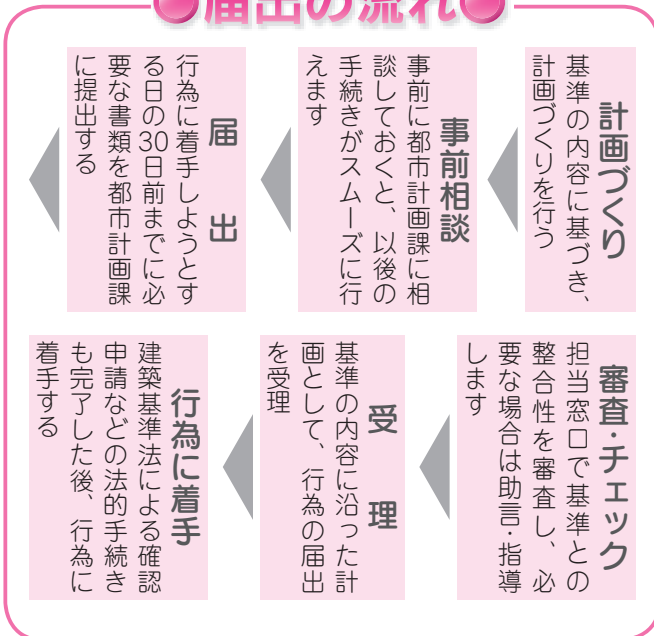 ●届出の流れ●
計画づくり
基準の内容に基づき、
計画づくりを行う
事前相談
事前に都市計画課に相
談しておくと、以後の
手続きがスムーズに行
えます
届出
行為に着手しようとす
る日の30日前までに必
要な書類を都市計画課
に提出する
審査・チェック
担当窓口で基準との
整合性を審査し、必
要な場合は助言・指導
します
受理
基準の内容に沿った計
画として、行為の届出
を受理
行為に着手
建築基準法による確認
申請などの法的手続き
も完了した後、行為に
着手する